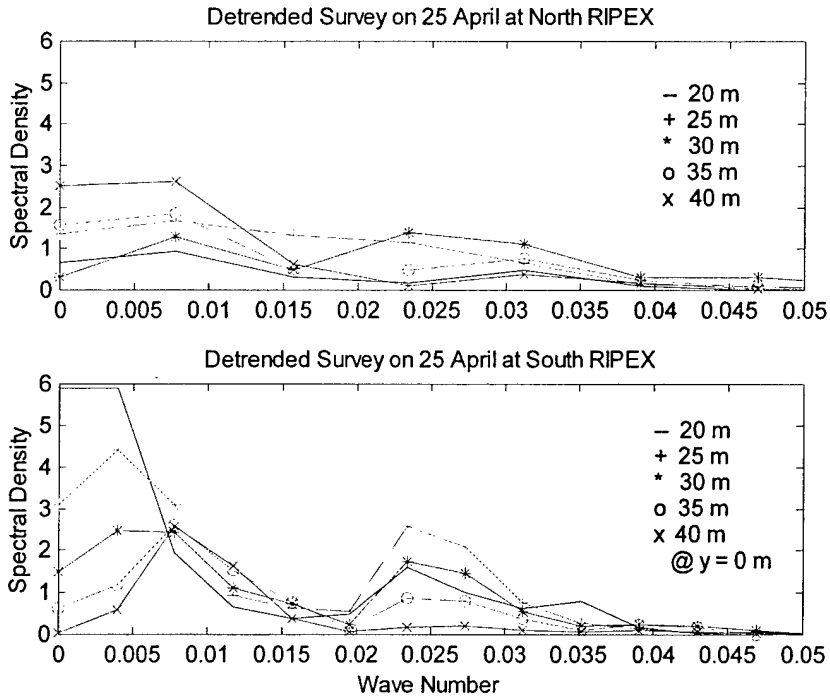 Detrended Survey on 25 April at North RIPEX
6
5
4
3
2
1
0
Spectral Density
– 20 m
+ 25 m
* 30 m
o 35 m
x 40 m
0 0.005 0.01 0.015 0.02 0.025 0.03 0.035 0.04 0.045 0.05
Detrended Survey on 25 April at South RIPEX
6
5
4
3
2
1
0
Spectral Density
– 20 m
+ 25 m
* 30 m
o 35 m
x 40 m
@ y = 0 m
0 0.005 0.01 0.015 0.02 0.025 0.03 0.035 0.04 0.045 0.05
Wave Number